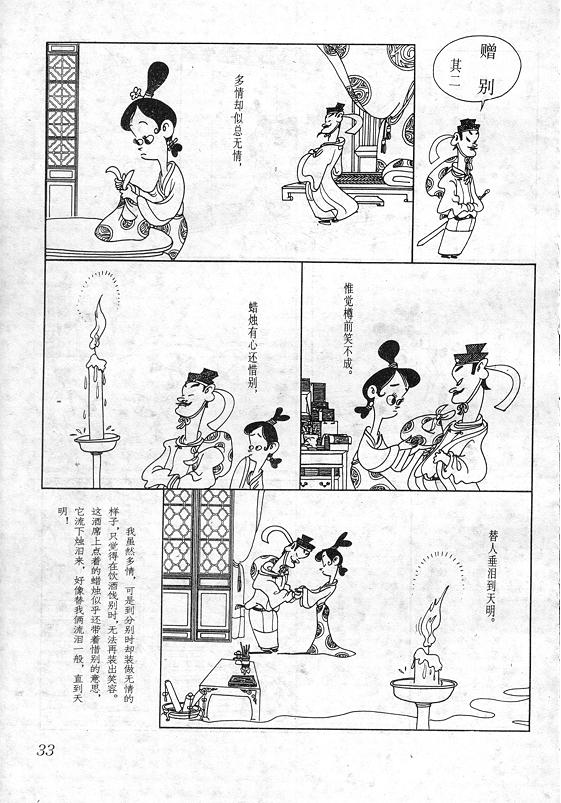 赠别
其二
多情却似总无情，
惟觉樽前笑不成。
蜡烛有心还惜别，
替人垂泪到天明。
我虽然多情，可是到分别时却装做无情的
样子，只觉得在饮酒饯别时，无法再装出笑容。
这酒席上点着的蜡烛似乎还带着惜别的意思，
它流下烛泪来，好像替我俩流泪一般，直到天
明！
33